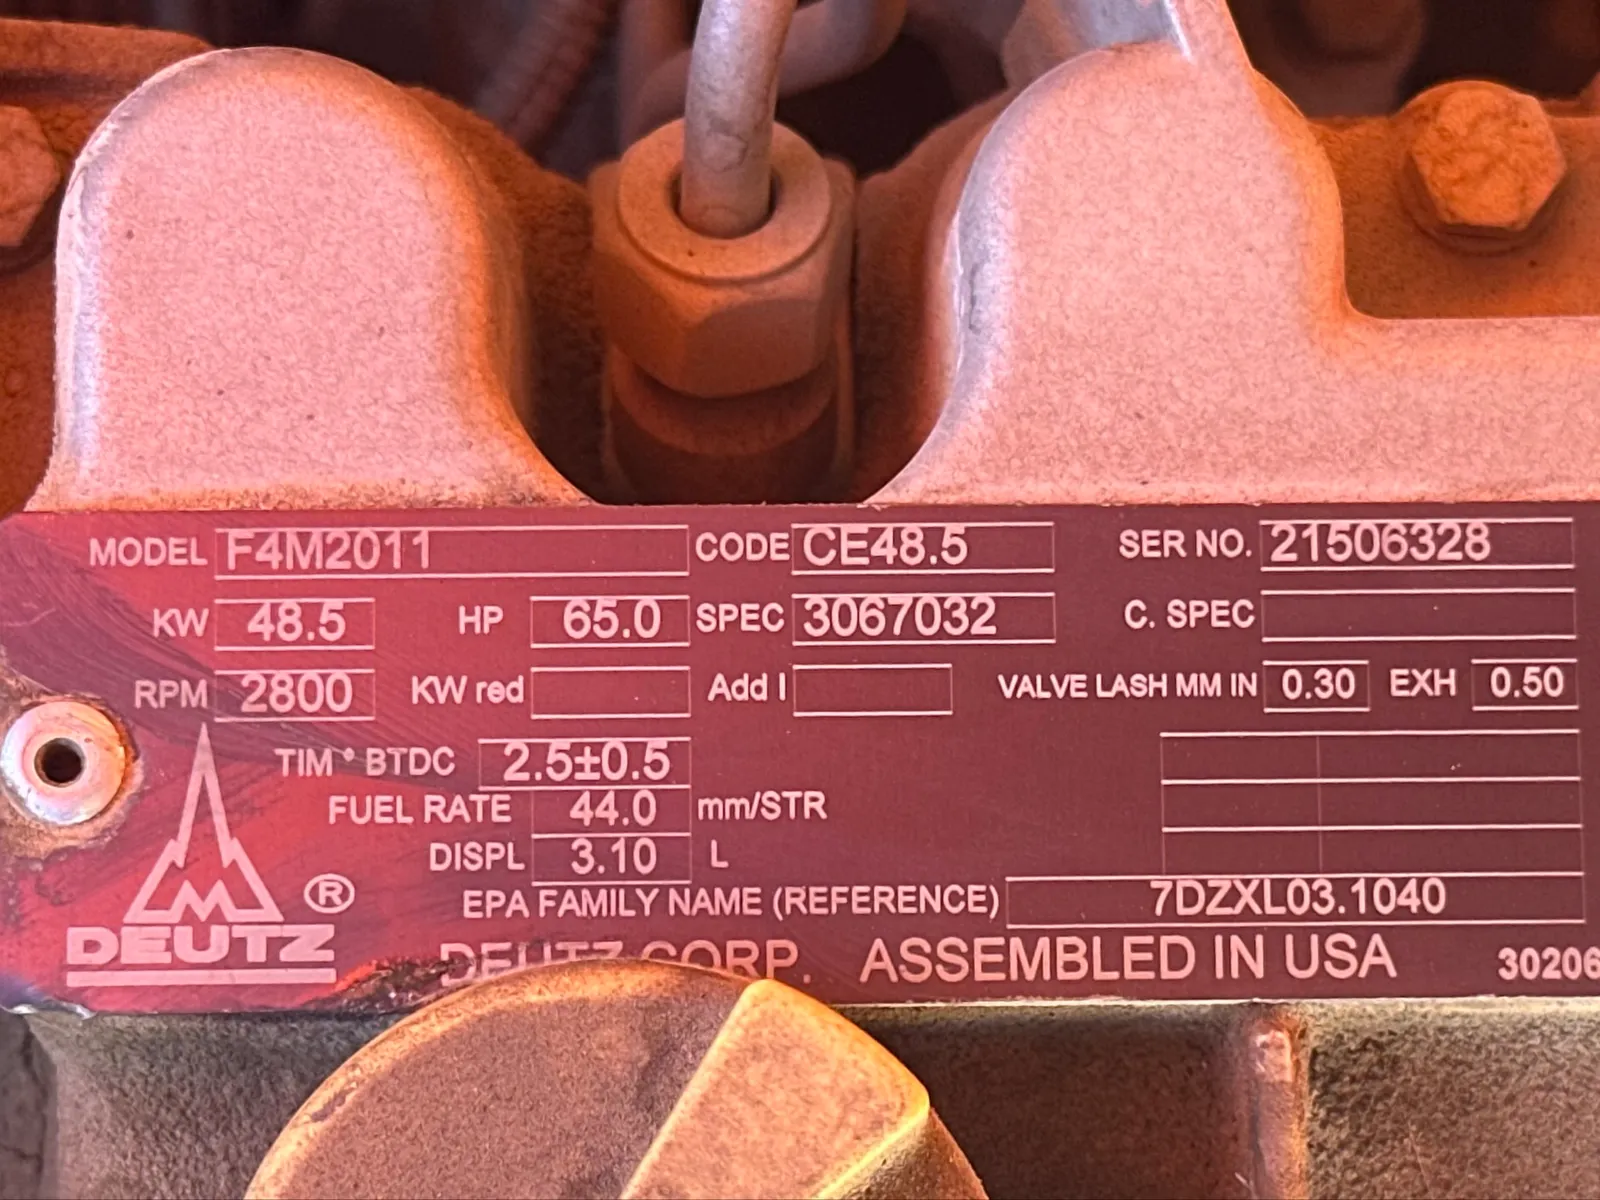 MODEL F4M2011 CODE CE48.5 SER NO. 21506328
KW 48.5 HP 65.0 SPEC 3067032 C. SPEC
RPM 2800 KW red Add I VALVE LASH MM IN 0.30 EXH 0.50
TIM ° BTDC 2.5±0.5
FUEL RATE 44.0 mm/STR
DISPL 3.10 L
EPA FAMILY NAME (REFERENCE) 7DZXL03.1040
DEUTZ ®
DEUTZ CORP. ASSEMBLED IN USA 30206